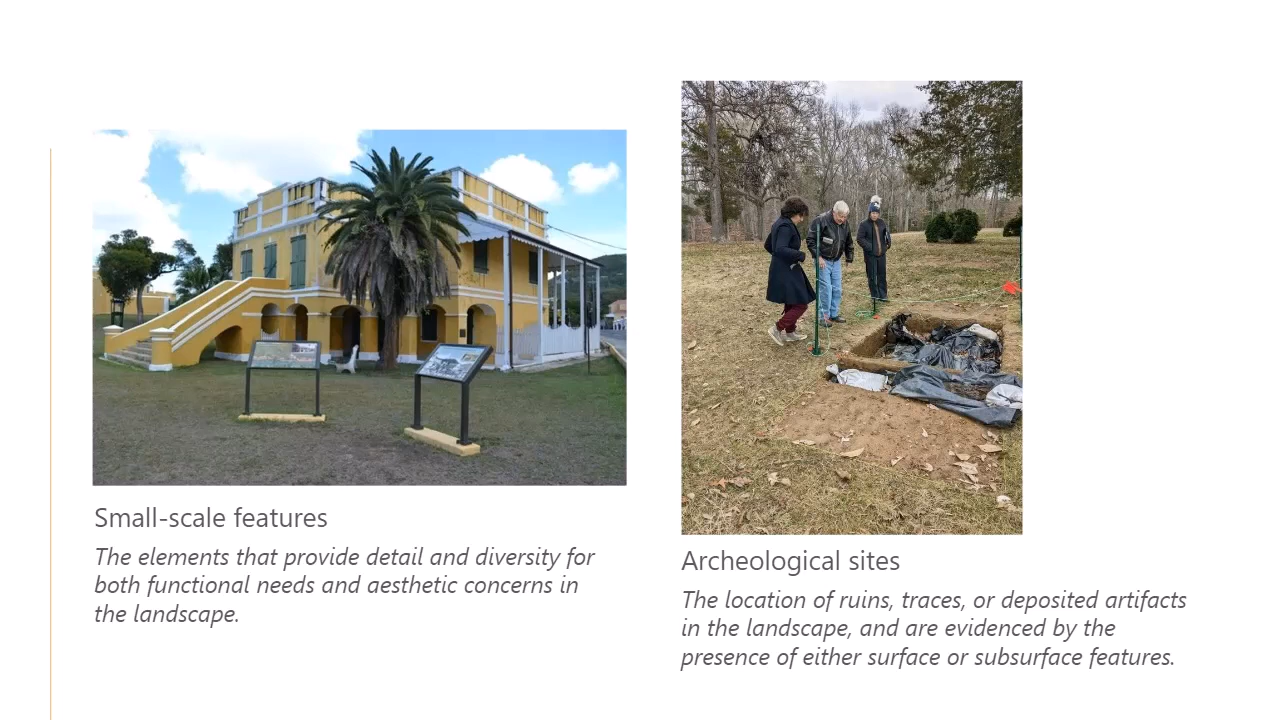 Small-scale features
The elements that provide detail and diversity for
both functional needs and aesthetic concerns in
the landscape.
Archeological sites
The location of ruins, traces, or deposited artifacts
in the landscape, and are evidenced by the
presence of either surface or subsurface features.